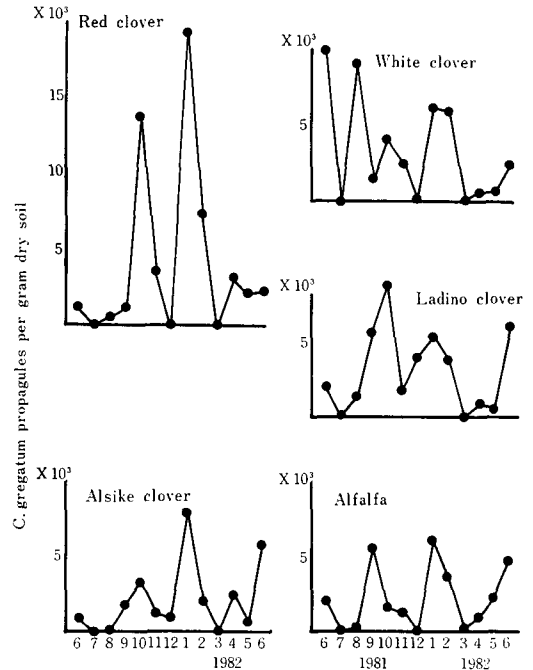 C. gregatum propagules per gram dry soil
X 10³
Red clover
15
10
5
X 10³
White clover
5
X 10³
Ladino clover
5
X 10³
Alsike clover
5
6 7 8 9 10 11 12 1 2 3 4 5 6
1982
X 10³
Alfalfa
5
6 7 8 9 10 11 12 1 2 3 4 5 6
1981 1982